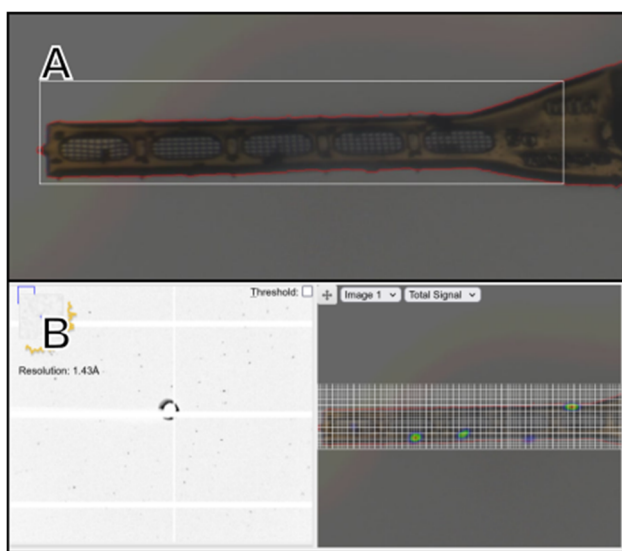 A
Threshold:
Image 1
Total Signal
B
Resolution: 1.43Å